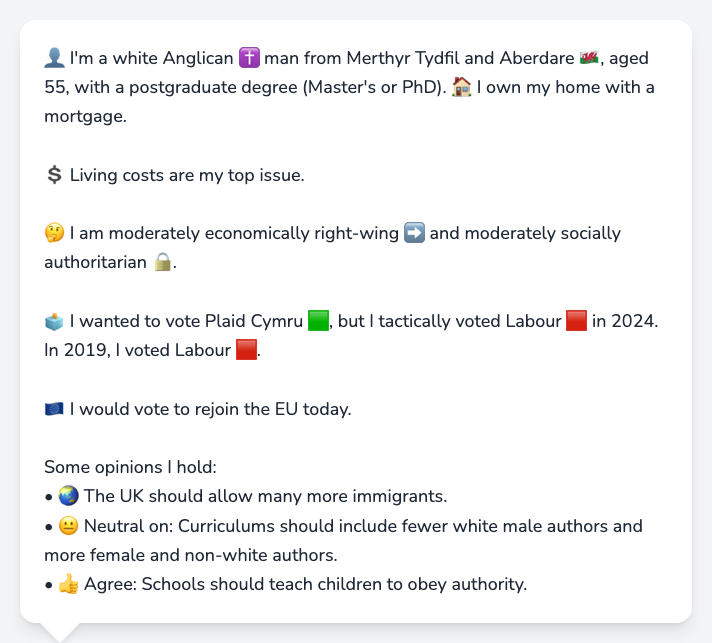 👤 I'm a white Anglican ✝️ man from Merthyr Tydfil and Aberdare 🏴󠁧󠁢󠁷󠁬󠁳󠁿, aged
55, with a postgraduate degree (Master's or PhD). 🏠 I own my home with a
mortgage.
💲 Living costs are my top issue.
🤔 I am moderately economically right-wing ➡️ and moderately socially
authoritarian 🔒.
🗳️ I wanted to vote Plaid Cymru 🟩, but I tactically voted Labour 🟥 in 2024.
In 2019, I voted Labour 🟥.
🇪🇺 I would vote to rejoin the EU today.
Some opinions I hold:
• 🌏 The UK should allow many more immigrants.
• 😐 Neutral on: Curriculums should include fewer white male authors and
more female and non-white authors.
• 👍 Agree: Schools should teach children to obey authority.